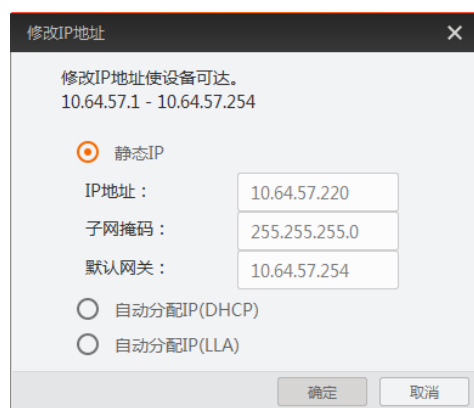 修改IP地址
修改IP地址使设备可达。
10.64.57.1 - 10.64.57.254
静态IP
IP地址： 10.64.57.220
子网掩码： 255.255.255.0
默认网关： 10.64.57.254
自动分配IP(DHCP)
自动分配IP(LLA)
确定 取消